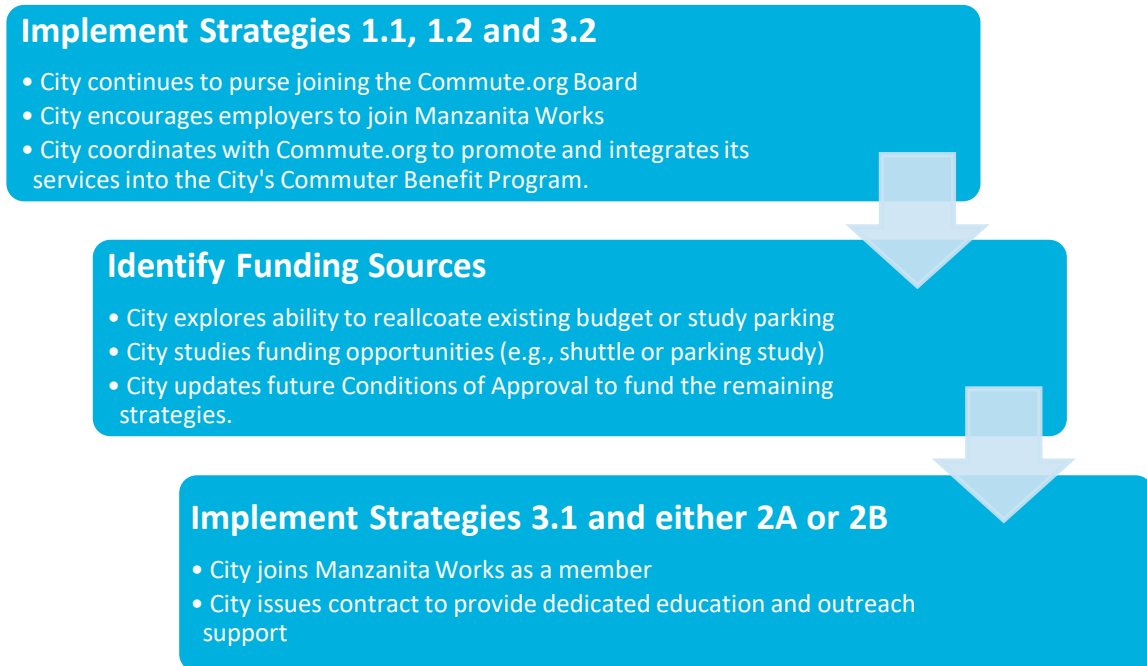 Implement Strategies 1.1, 1.2 and 3.2
• City continues to purse joining the Commute.org Board
• City encourages employers to join Manzanita Works
• City coordinates with Commute.org to promote and integrates its
services into the City's Commuter Benefit Program.
Identify Funding Sources
• City explores ability to reallcoate existing budget or study parking
• City studies funding opportunities (e.g., shuttle or parking study)
• City updates future Conditions of Approval to fund the remaining
strategies.
Implement Strategies 3.1 and either 2A or 2B
• City joins Manzanita Works as a member
• City issues contract to provide dedicated education and outreach
support